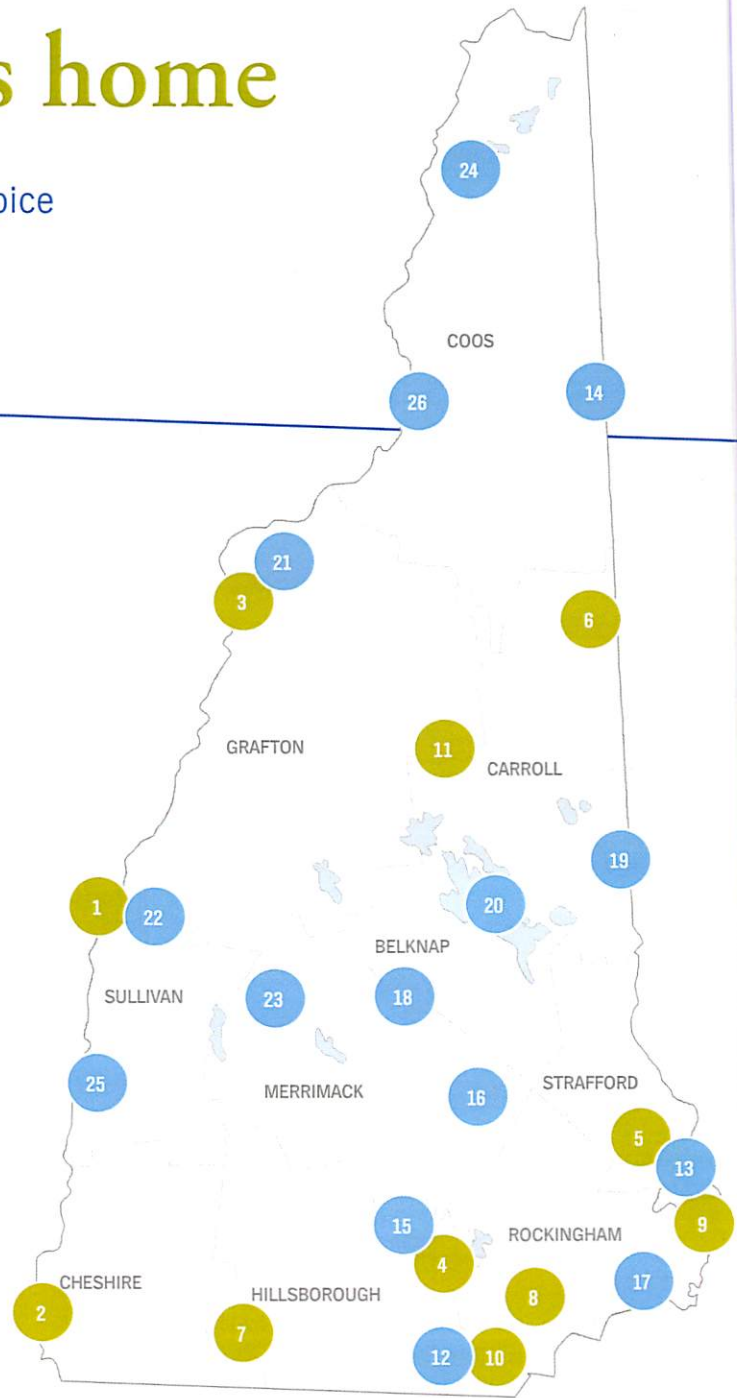 s home
oice
24
COOS
26
14
21
3
6
GRAFTON
11
CARROLL
19
1
22
20
BELKNAP
SULLIVAN
23
18
25
MERRIMACK
16
STRAFFORD
5
13
15
9
ROCKINGHAM
4
17
CHESHIRE
HILLSBOROUGH
8
2
7
12
10